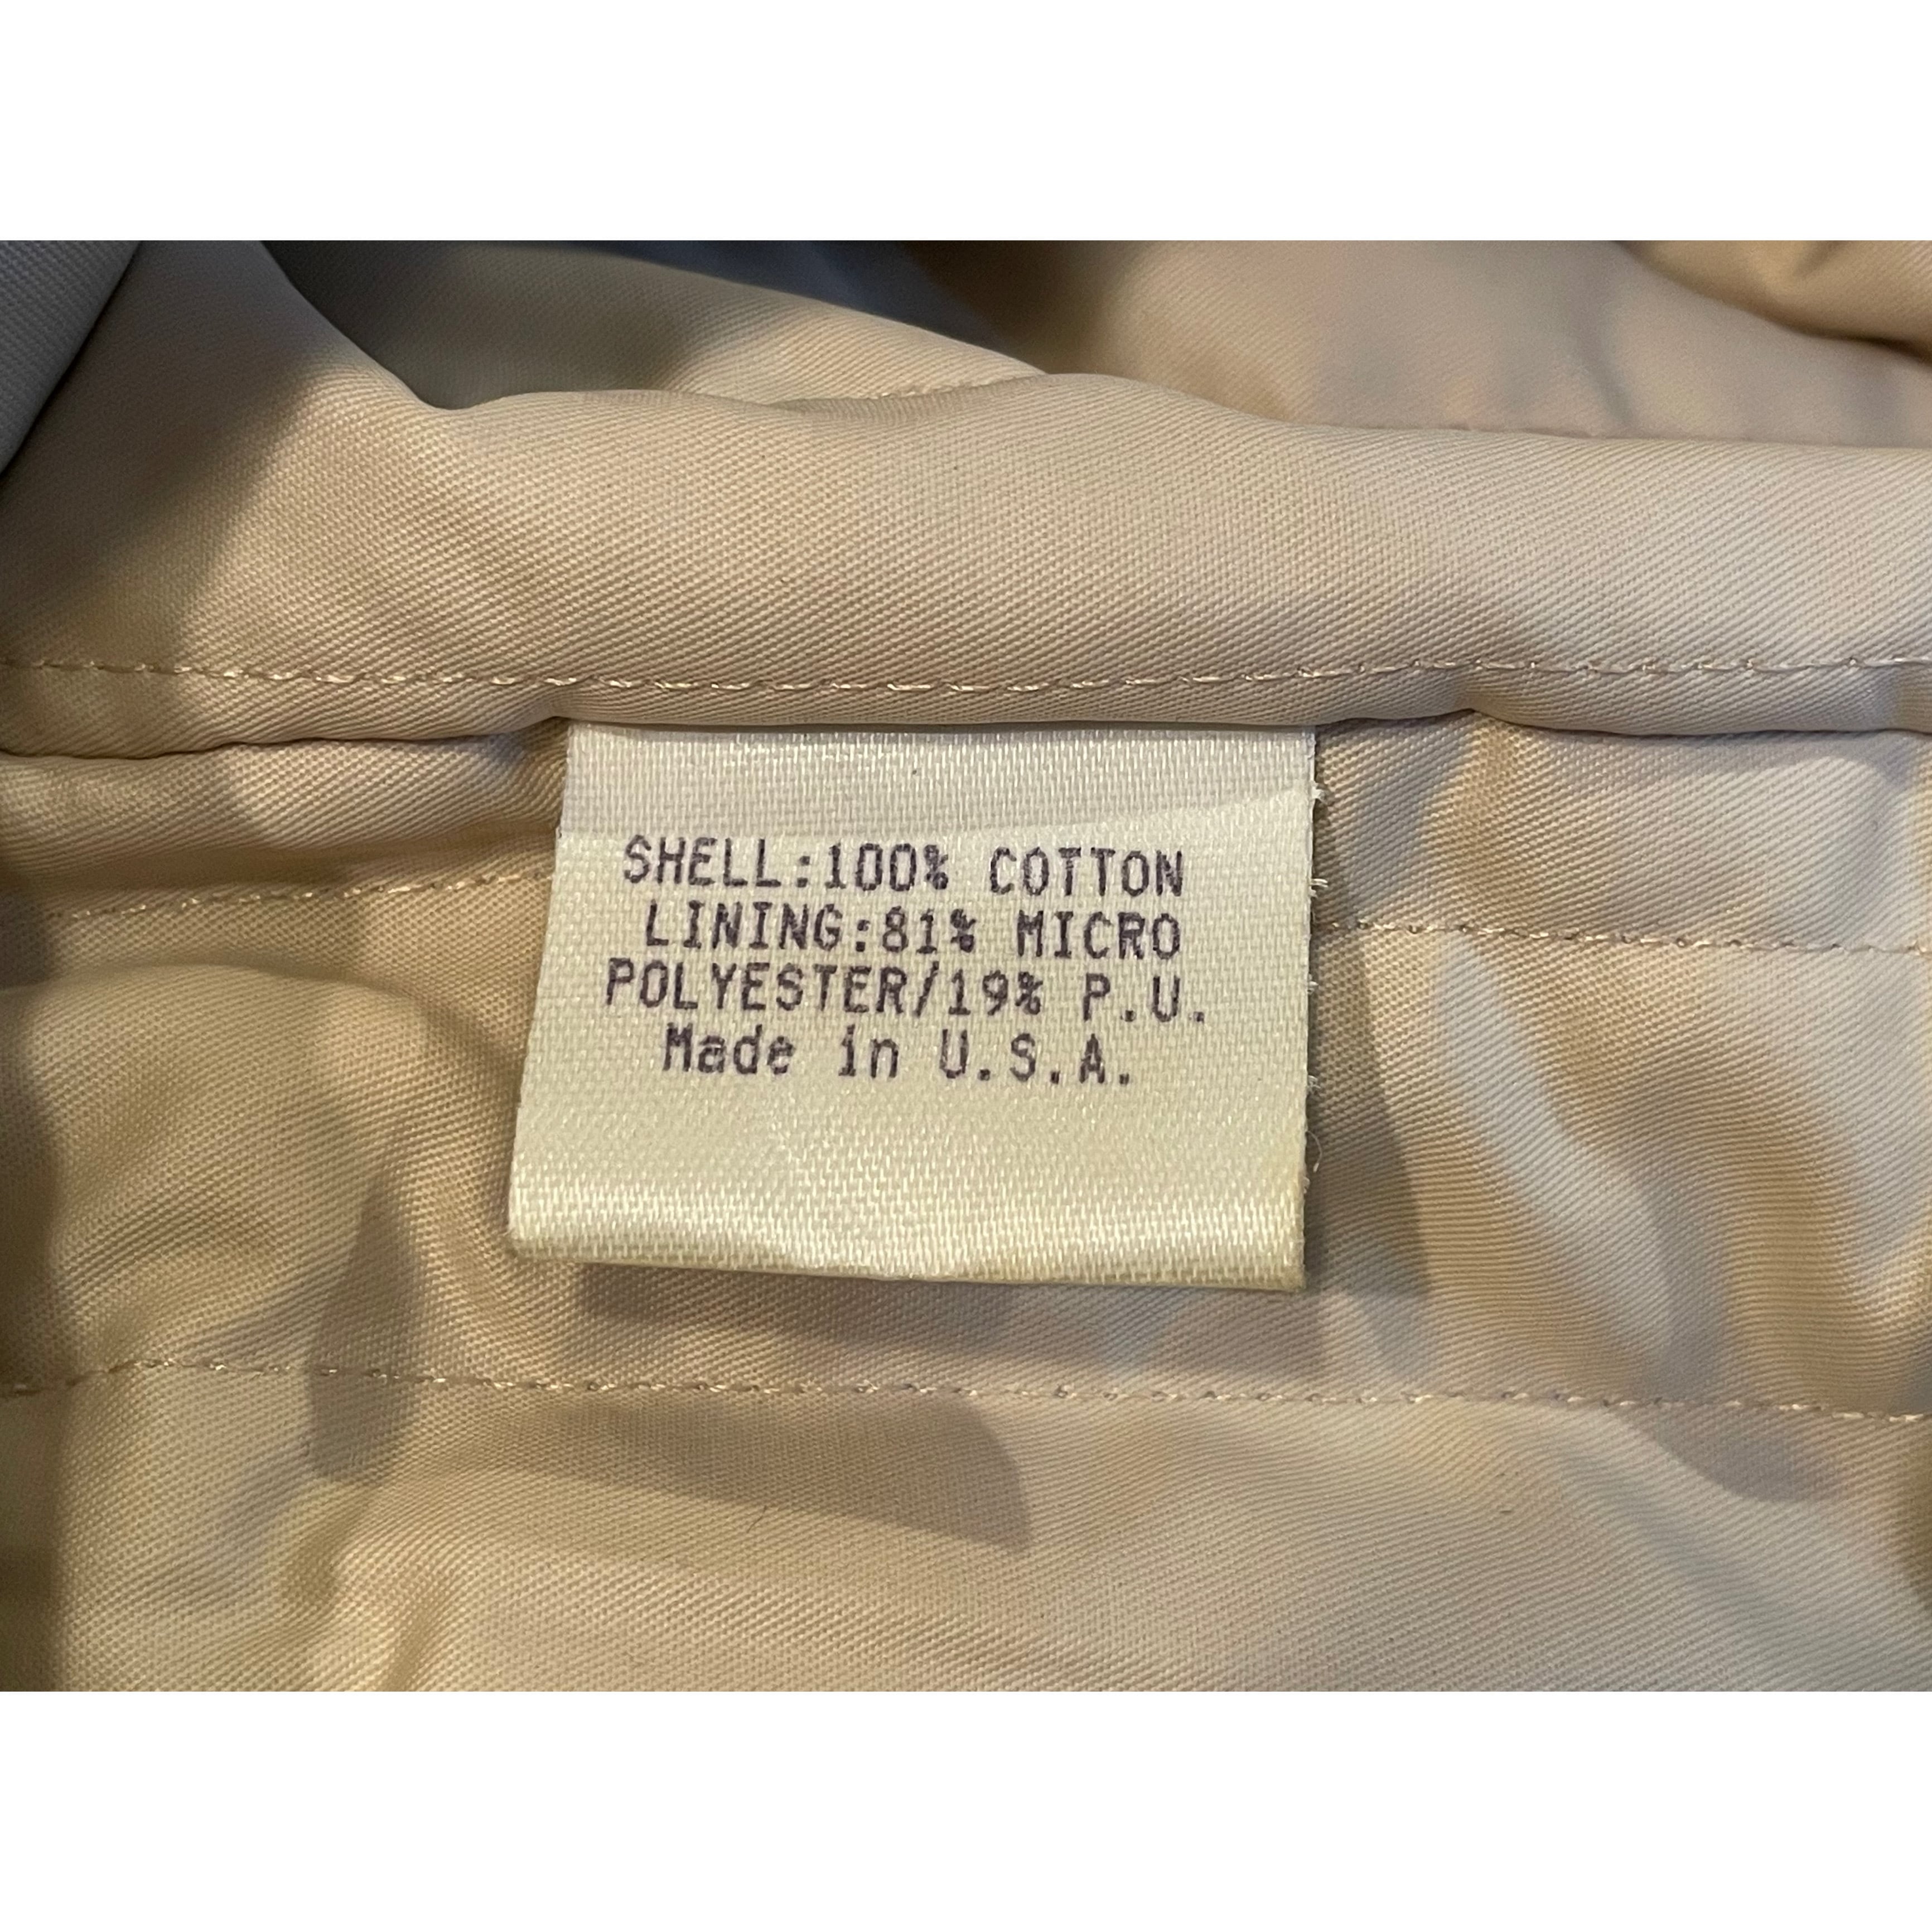 SHELL:100% COTTON
LINING:81% MICRO
POLYESTER/19% P.U.
Made in U.S.A.